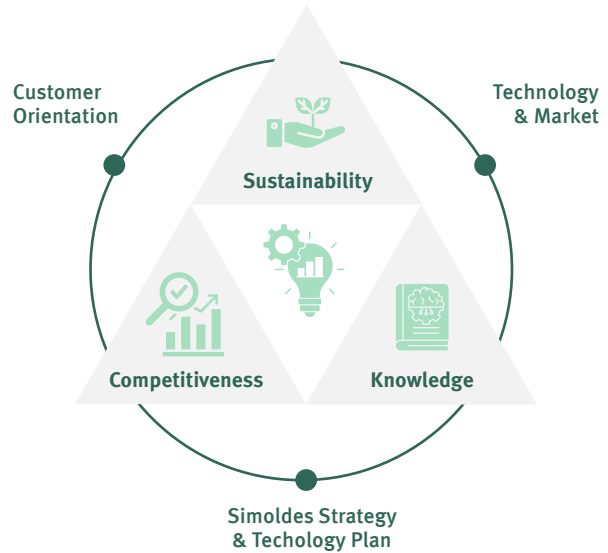 Customer
Orientation
Technology
& Market
Sustainability
Competitiveness
Knowledge
Simoldes Strategy
& Techology Plan